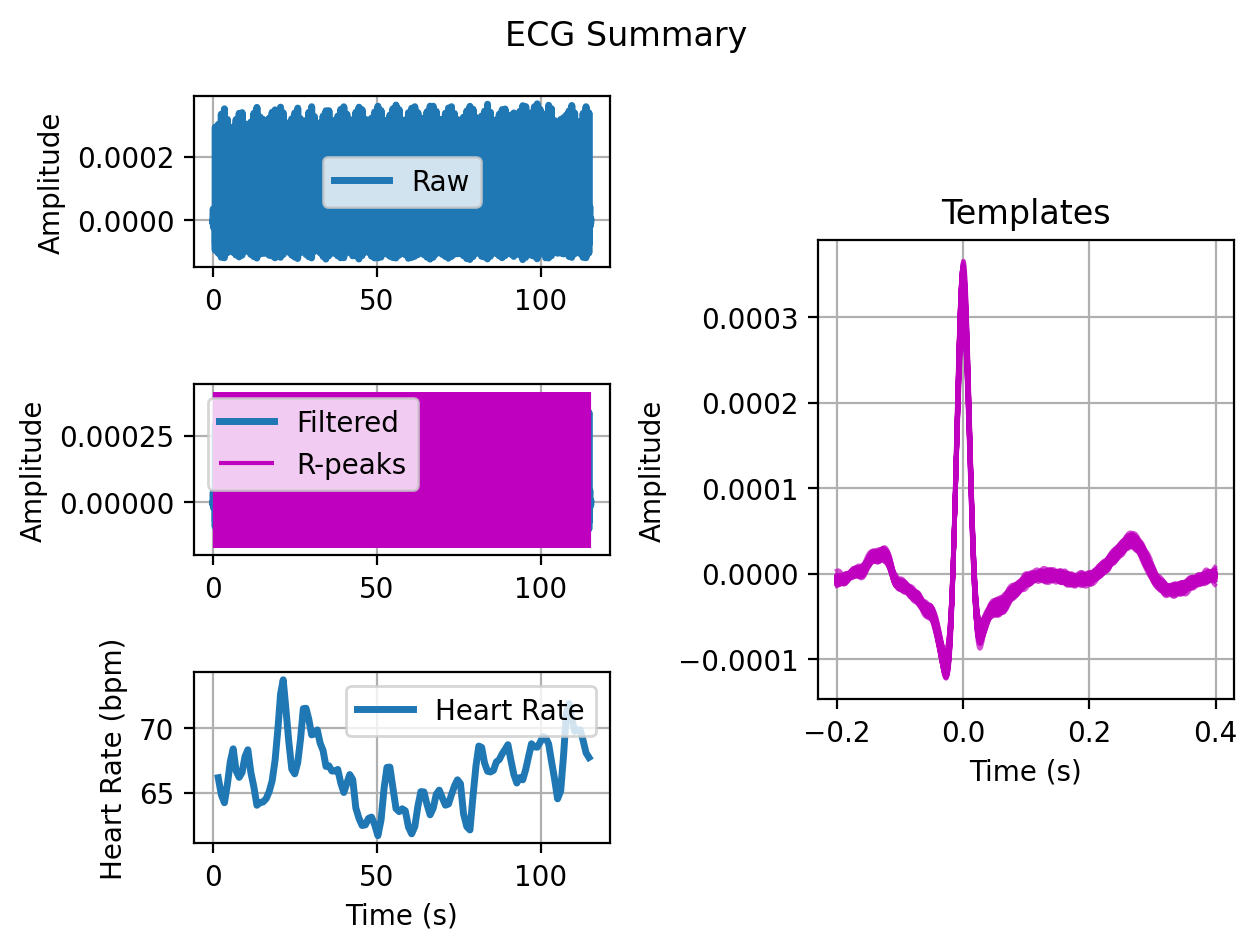 ECG Summary
Amplitude
0.0002
0.0000
Raw
0
50
100
Amplitude
0.00025
0.00000
Filtered
R-peaks
0
50
100
Heart Rate (bpm)
70
65
Heart Rate
0
50
100
Time (s)
Templates
Amplitude
0.0003
0.0002
0.0001
0.0000
−0.0001
−0.2
0.0
0.2
0.4
Time (s)